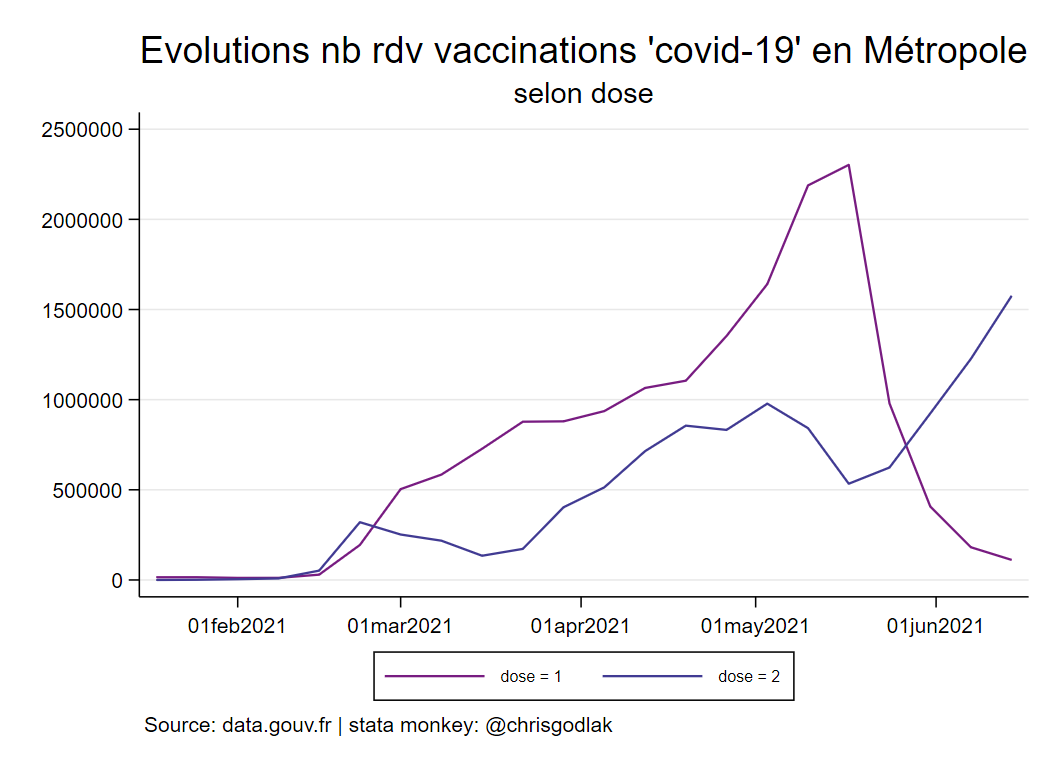 Evolutions nb rdv vaccinations 'covid-19' en Métropole
selon dose
2500000
2000000
1500000
1000000
500000
0
01feb2021 01mar2021 01apr2021 01may2021 01jun2021
dose = 1 dose = 2
Source: data.gouv.fr | stata monkey: @chrisgodlak